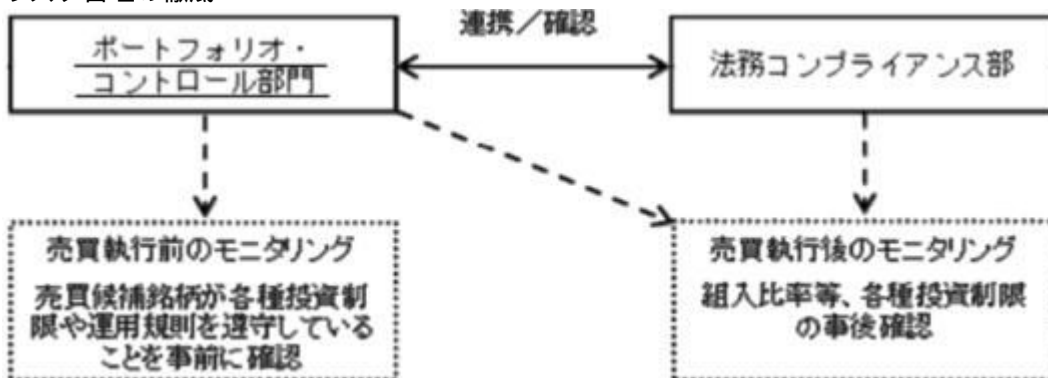 連携／確認
ポートフォリオ・
コントロール部門
法務コンプライアンス部
売買執行前のモニタリング
売買候補銘柄が各種投資制
限や運用規則を遵守している
ことを事前に確認
売買執行後のモニタリング
組入比率等、各種投資制限
の事後確認